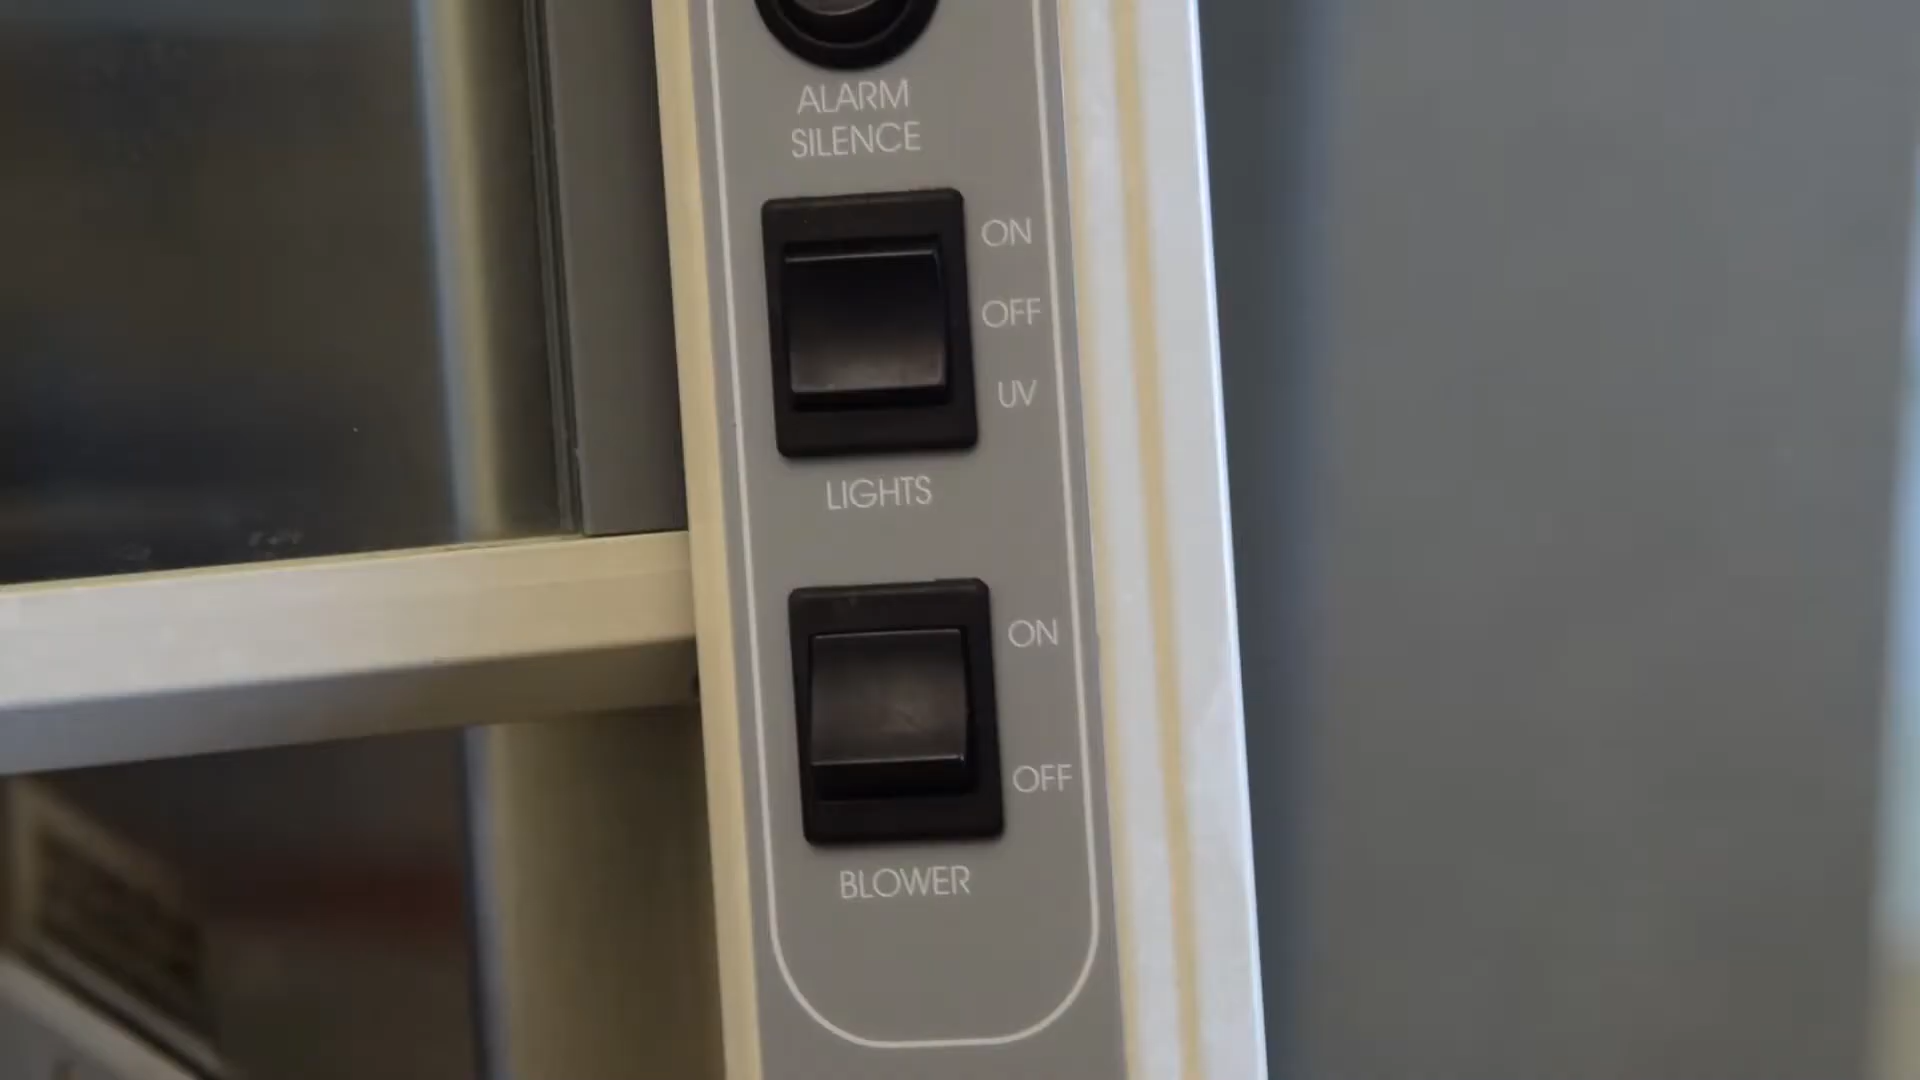 ALARM
SILENCE
ON
OFF
UV
LIGHTS
ON
OFF
BLOWER